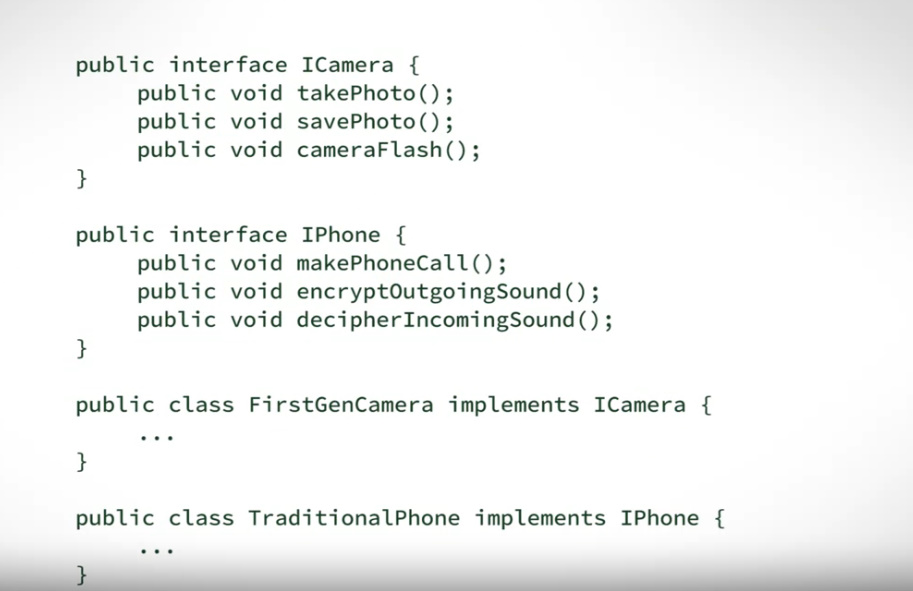 public interface ICamera {
public void takePhoto();
public void savePhoto();
public void cameraFlash();
}
public interface IPhone {
public void makePhoneCall();
public void encryptOutgoingSound();
public void decipherIncomingSound();
}
public class FirstGenCamera implements ICamera {
...
}
public class TraditionalPhone implements IPhone {
...
}